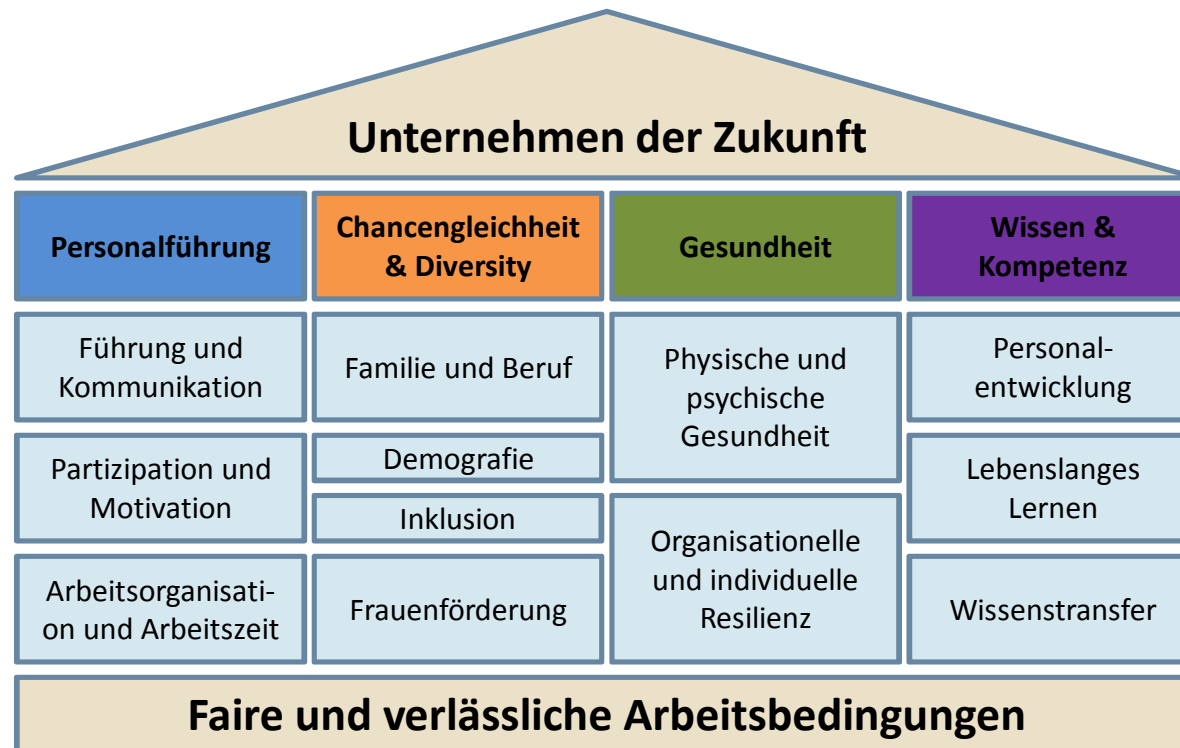 Unternehmen der Zukunft
Personalführung
Chancengleichheit
& Diversity
Gesundheit
Wissen &
Kompetenz
Führung und
Kommunikation
Partizipation und
Motivation
Arbeitsorganisati-
on und Arbeitszeit
Familie und Beruf
Demografie
Inklusion
Frauenförderung
Physische und
psychische
Gesundheit
Organisationelle
und individuelle
Resilienz
Personal-
entwicklung
Lebenslanges
Lernen
Wissenstransfer
Faire und verlässliche Arbeitsbedingungen